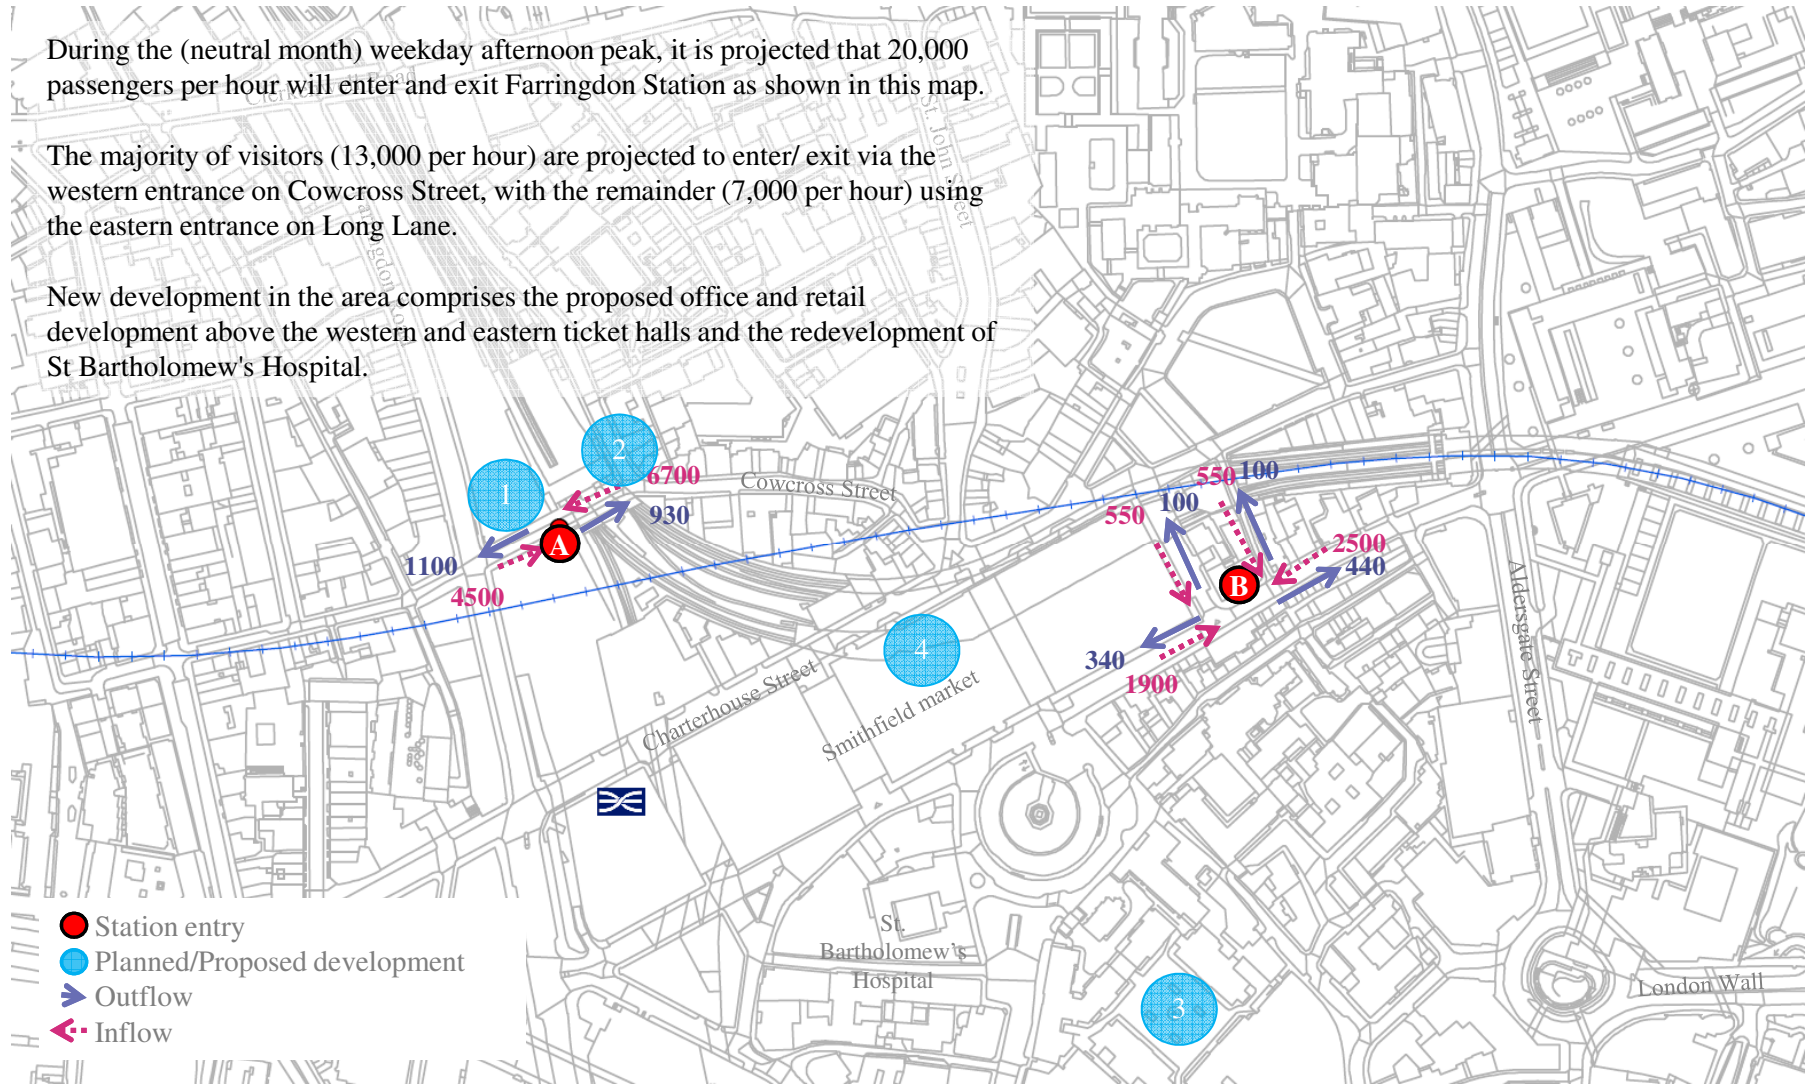 During the (neutral month) weekday afternoon peak, it is projected that 20,000
passengers per hour will enter and exit Farringdon Station as shown in this map.
The majority of visitors (13,000 per hour) are projected to enter/ exit via the
western entrance on Cowcross Street, with the remainder (7,000 per hour) using
the eastern entrance on Long Lane.
New development in the area comprises the proposed office and retail
development above the western and eastern ticket halls and the redevelopment of
St Bartholomew's Hospital.
St. John Street
2
1
6700
930
A
1100
4500
Cowcross Street
550
100
100
550
2500
440
B
340
1900
4
Charterhouse Street
Smithfield market
Aldersgate Street
St.
Bartholomew's
Hospital
3
London Wall
Station entry
Planned/Proposed development
Outflow
Inflow